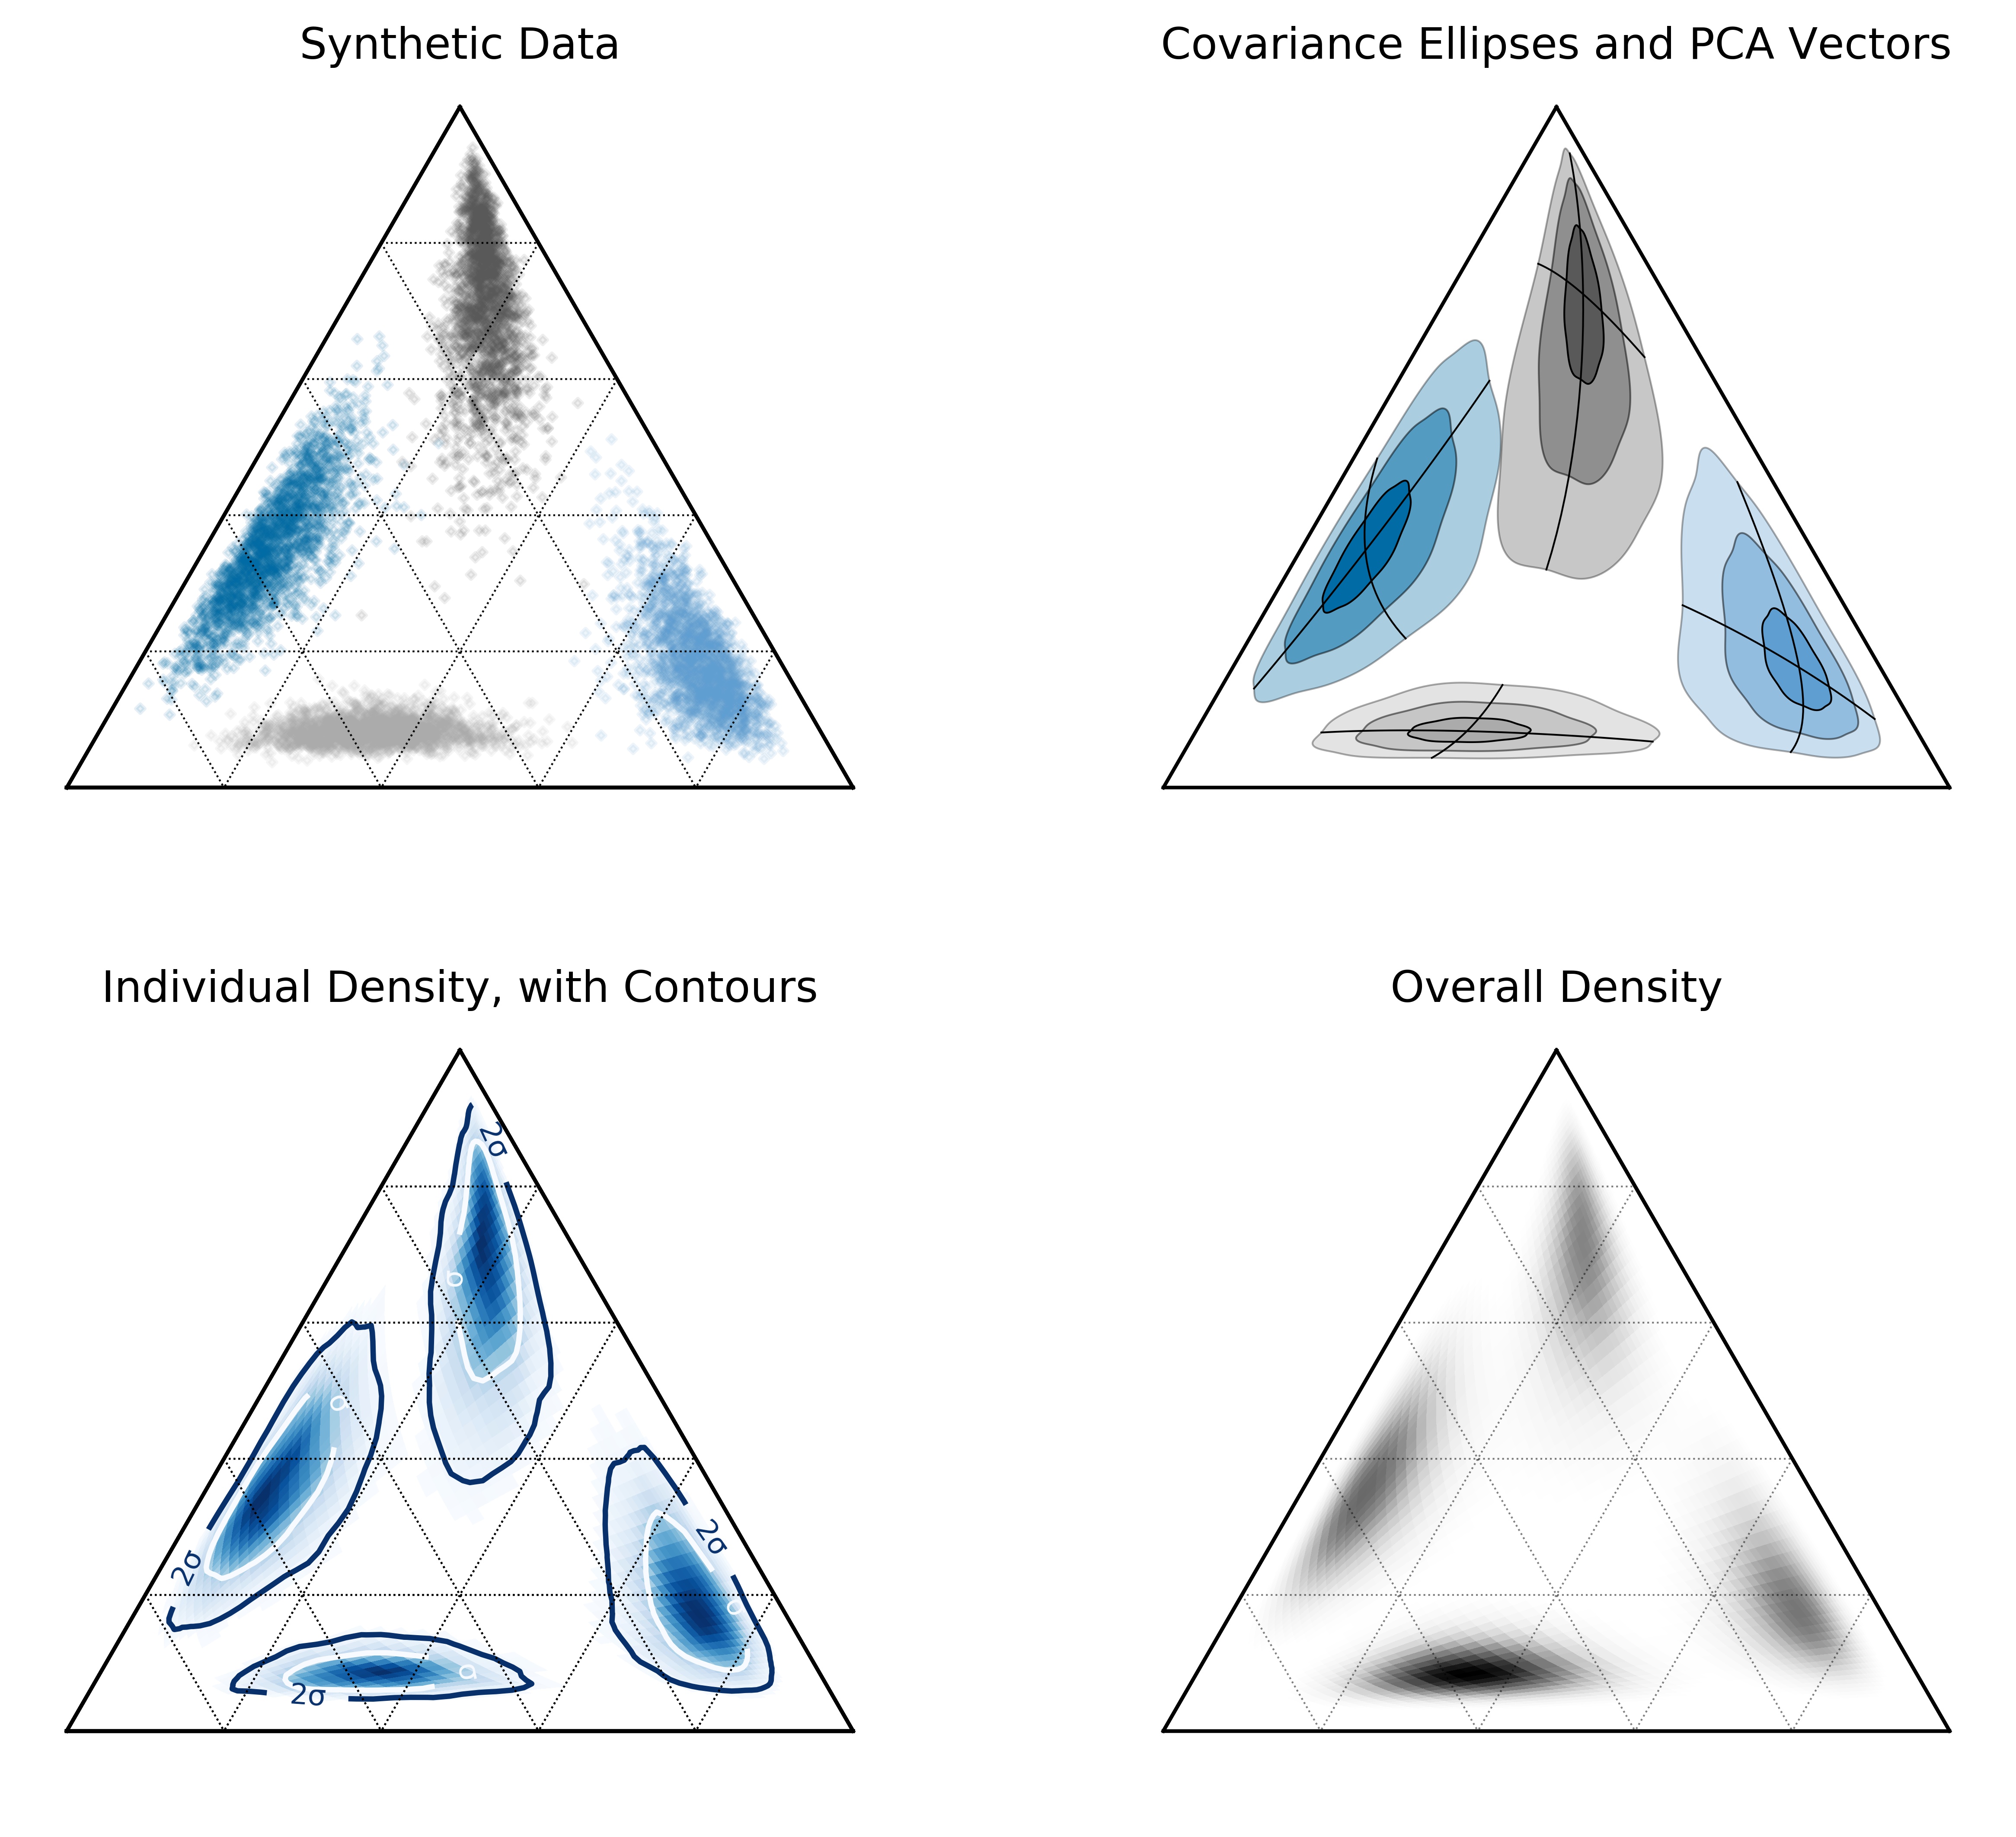 Synthetic Data
Covariance Ellipses and PCA Vectors
Individual Density, with Contours
Overall Density
2σ
σ
σ
2σ
2σ
σ
σ
2σ